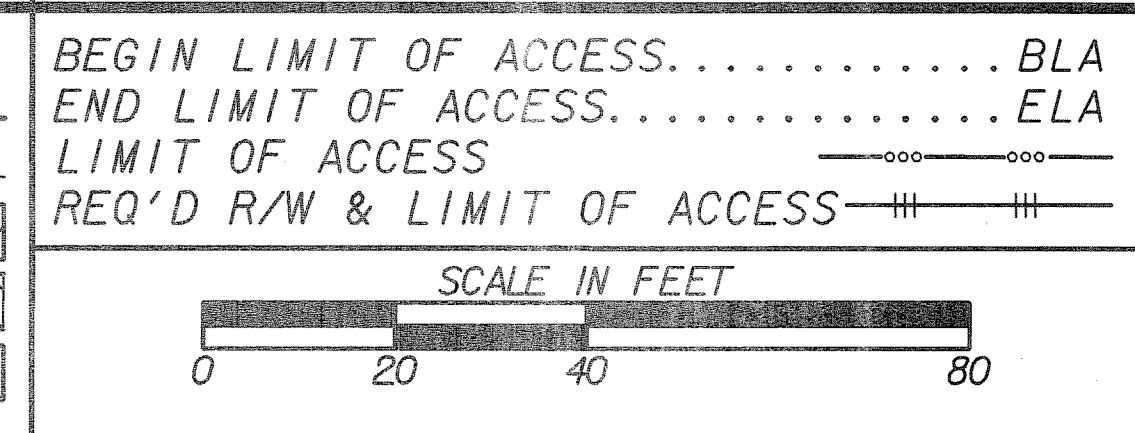 BEGIN LIMIT OF ACCESS.............BLA
END LIMIT OF ACCESS...............ELA
LIMIT OF ACCESS
REQ'D R/W & LIMIT OF ACCESS
SCALE IN FEET
0 20 40 80